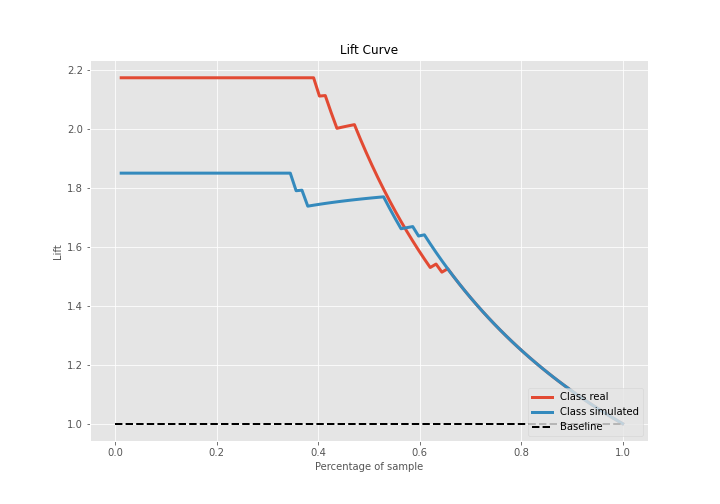 Lift Curve
2.2
2.0
1.8
1.6
1.4
1.2
1.0
Lift
0.0 0.2 0.4 0.6 0.8 1.0
Percentage of sample
Class real
Class simulated
Baseline